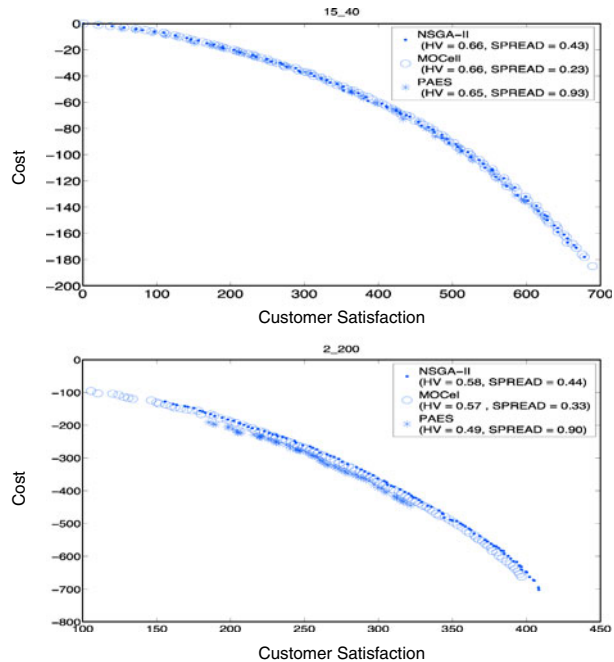 15_40
0
-20
-40
-60
-80
-100
-120
-140
-160
-180
-200
Cost
NSGA-II
(HV = 0.66, SPREAD = 0.43)
MOCell
(HV = 0.66, SPREAD = 0.23)
PAES
(HV = 0.65, SPREAD = 0.93)
0 100 200 300 400 500 600 700
Customer Satisfaction
2_200
0
-100
-200
-300
-400
-500
-600
-700
-800
Cost
NSGA-II
(HV = 0.58, SPREAD = 0.44)
MOCel
(HV = 0.57 , SPREAD = 0.33)
PAES
(HV = 0.49, SPREAD = 0.90)
100 150 200 250 300 350 400 450
Customer Satisfaction